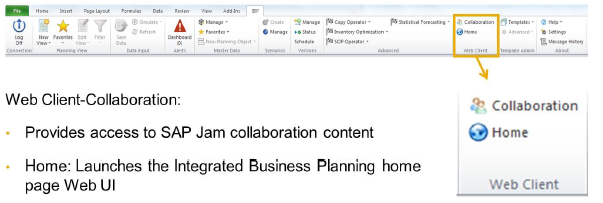 File Home Insert Page Layout Formulas Data Review View Add-Ins IBP
Log Off
New View Favorites Edit View Filter
Save Data Simulate Refresh
Dashboard (0)
Manage Favorites Non-Planning Object
Create Manage
Manage Status Schedule
Copy Operator Inventory Optimization S&OP Operator Statistical Forecasting
Collaboration Home
Templates Advanced
Help Settings Message History
Connection Planning View Data Input Alerts Master Data Scenarios Versions Advanced Web Client Template Admin About
Web Client-Collaboration:
• Provides access to SAP Jam collaboration content
• Home: Launches the Integrated Business Planning home
page Web UI
Collaboration
Home
Web Client